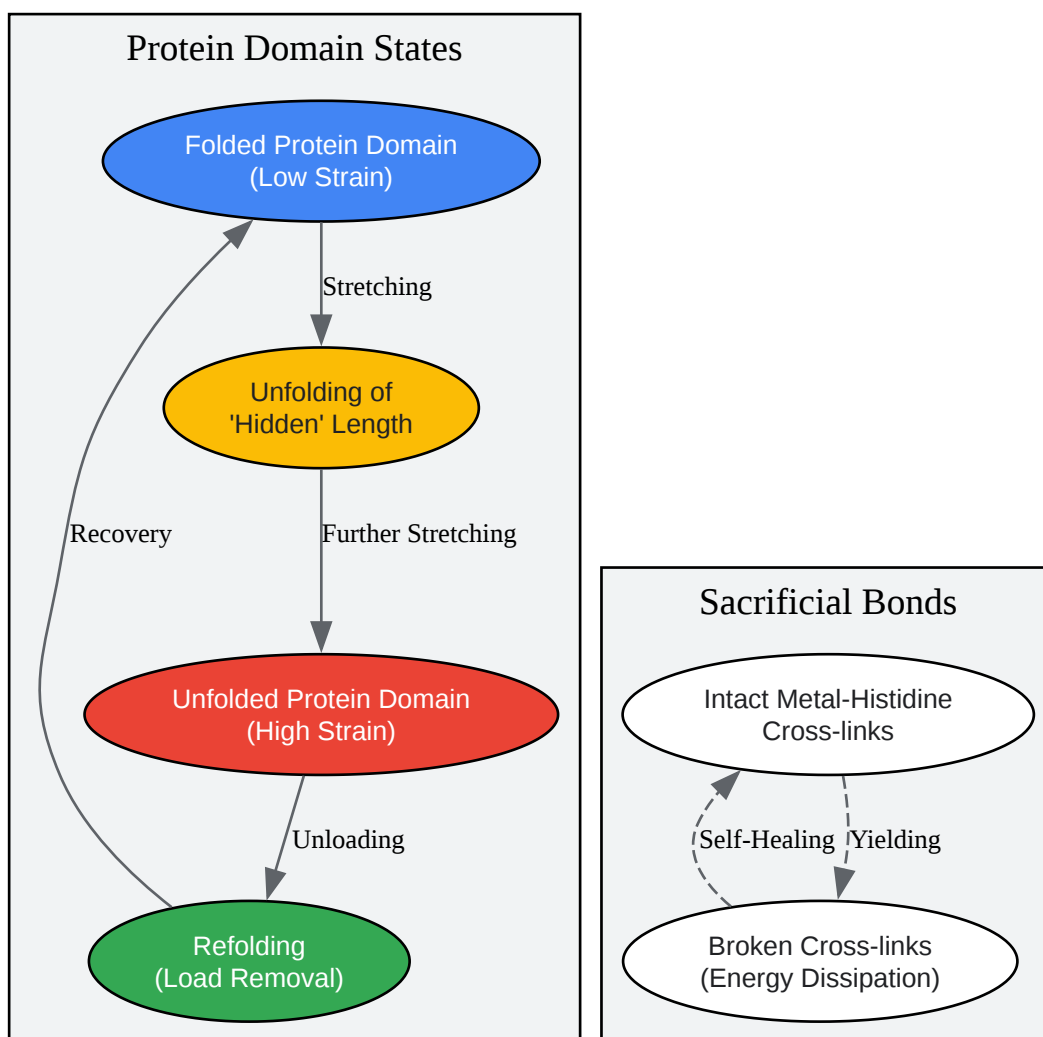 Protein Domain States
Folded Protein Domain
(Low Strain)
Stretching
Unfolding of
'Hidden' Length
Recovery
Further Stretching
Unfolded Protein Domain
(High Strain)
Unloading
Refolding
(Load Removal)
Sacrificial Bonds
Intact Metal-Histidine
Cross-links
Self-Healing
Yielding
Broken Cross-links
(Energy Dissipation)